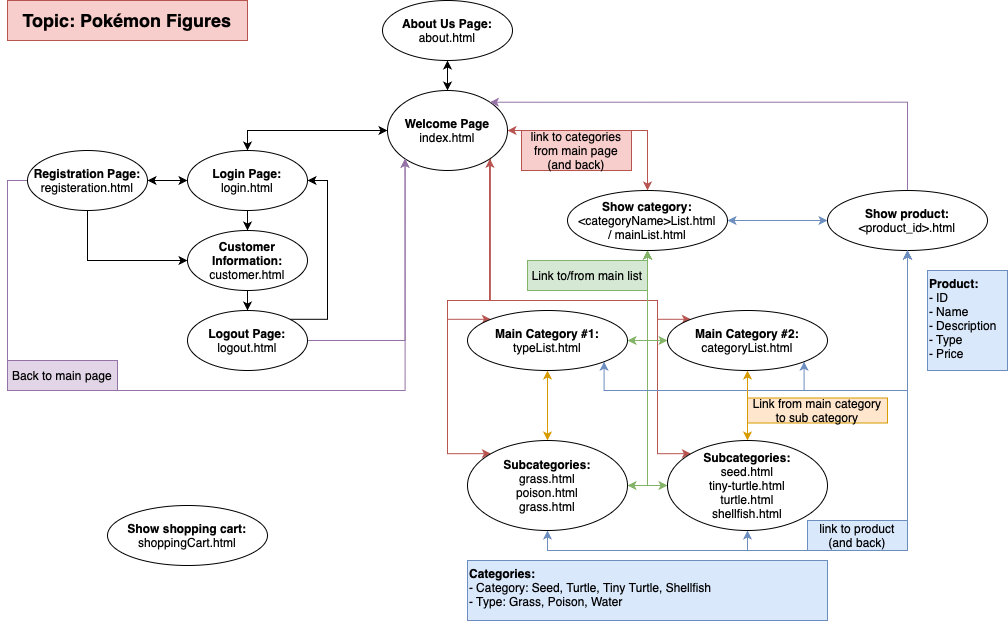 Topic: Pokémon Figures
About Us Page:
about.html
Welcome Page
index.html
link to categories
from main page
(and back)
Registration Page:
registeration.html
Login Page:
login.html
Show category:
<categoryName>List.html
/ mainList.html
Show product:
<product_id>.html
Customer
Information:
customer.html
Link to/from main list
Product:
- ID
- Name
- Description
- Type
- Price
Logout Page:
logout.html
Main Category #1:
typeList.html
Main Category #2:
categoryList.html
Back to main page
Link from main category
to sub category
Subcategories:
grass.html
poison.html
grass.html
Subcategories:
seed.html
tiny-turtle.html
turtle.html
shellfish.html
Show shopping cart:
shoppingCart.html
link to product
(and back)
Categories:
- Category: Seed, Turtle, Tiny Turtle, Shellfish
- Type: Grass, Poison, Water